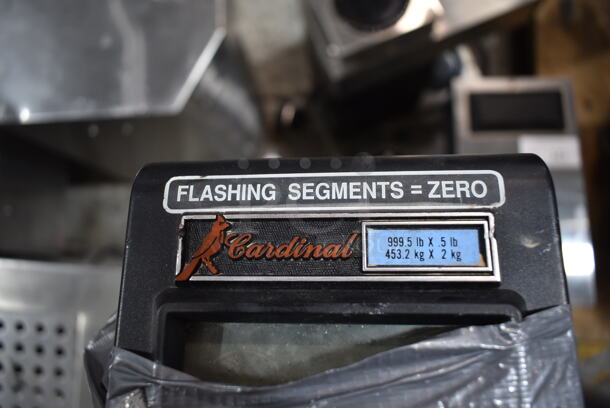 FLASHING SEGMENTS = ZERO
Cardinal
999.5 lb X .5 lb
453.2 kg X 2 kg